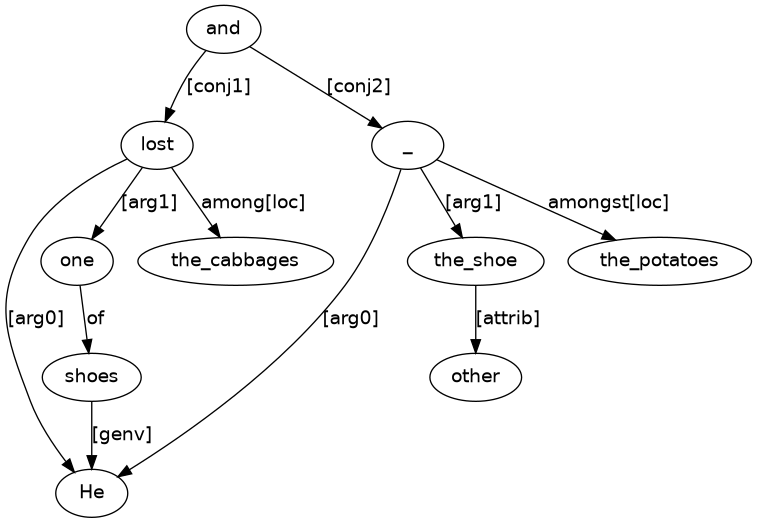 and
[conj1] [conj2]
lost _
[arg1] among[loc] [arg1] amongst[loc]
one the_cabbages the_shoe the_potatoes
[arg0] of [arg0] [attrib]
shoes other
[genv]
He